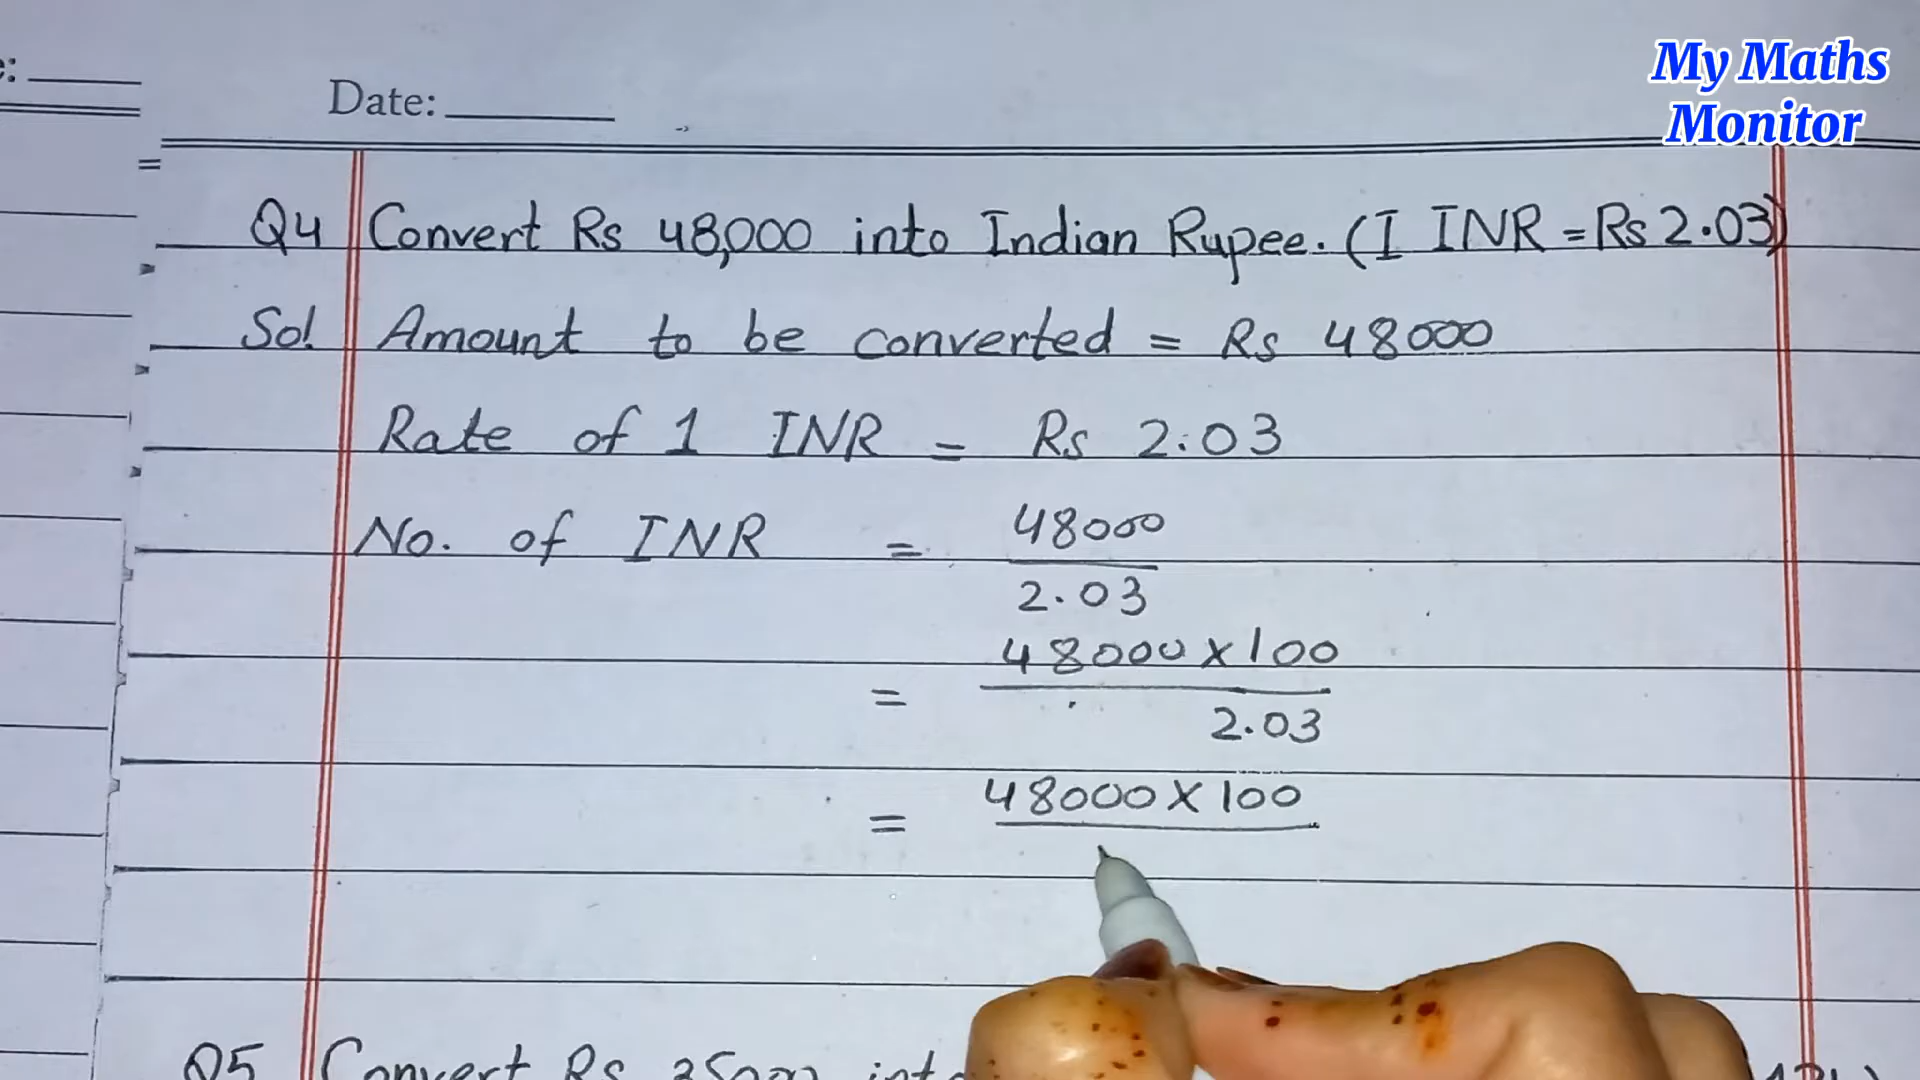 My Maths
Monitor
Date:
Q4 Convert Rs 48,000 into Indian Rupee. (I INR = Rs 2.03)
Sol Amount to be converted = Rs 48000
Rate of 1 INR = Rs 2.03
No. of INR = 48000
2.03
= 48000 x 100
2.03
= 48000 x 100
Q5 Convert Rs